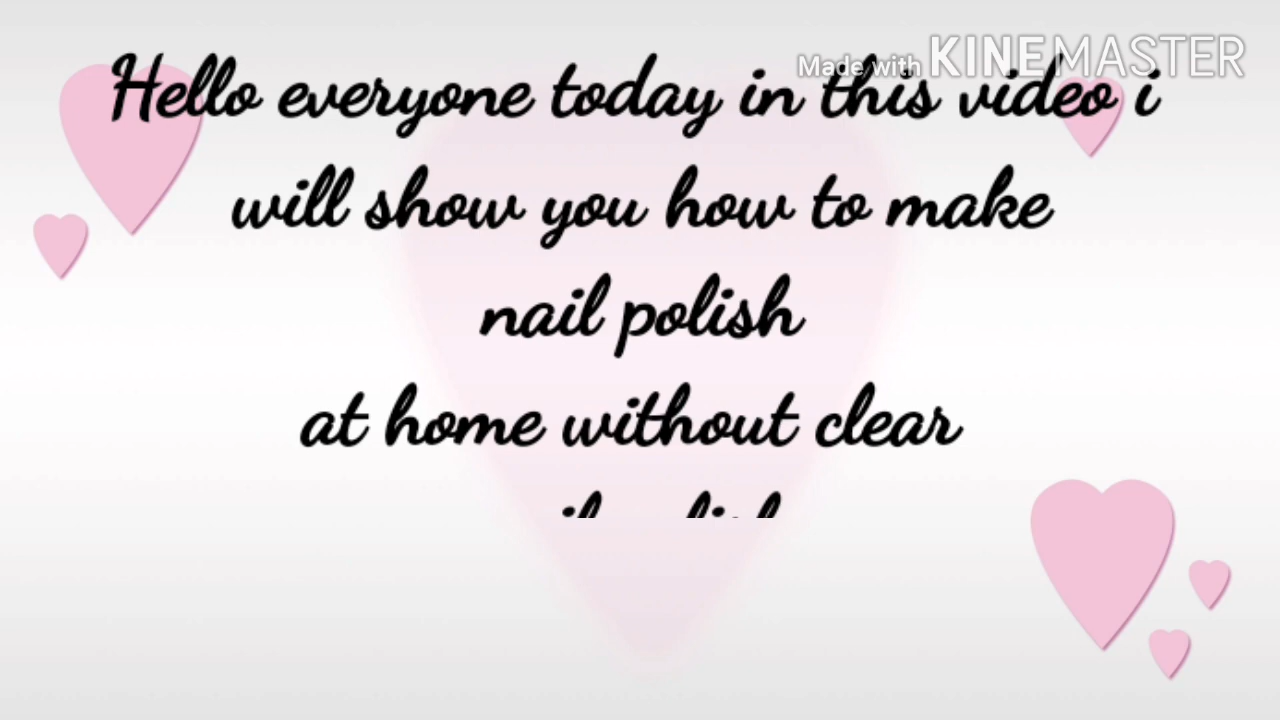 Made with KINEMASTER
Hello everyone today in this video i
will show you how to make
nail polish
at home without clear